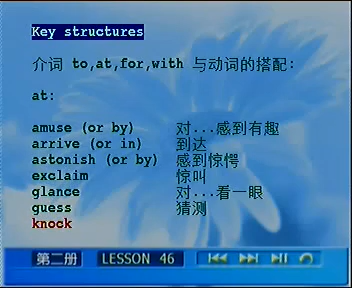 Key structures
介词 to,at,for,with 与动词的搭配:
at:
amuse (or by) 对...感到有趣
arrive (or in) 到达
astonish (or by) 感到惊愕
exclaim 惊叫
glance 对...看一眼
guess 猜测
knock
第二册 LESSON 46